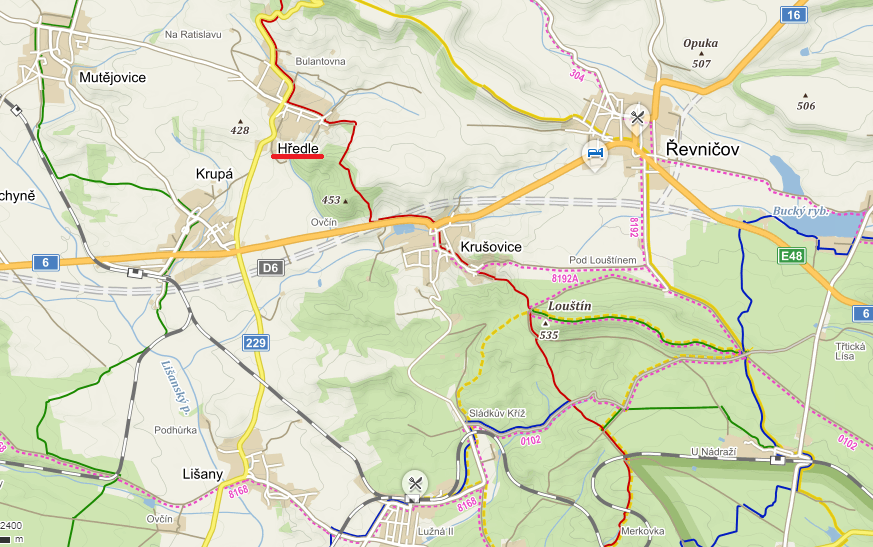 16
Na Ratislavu
Opuka
507
Bulantovna
Mutějovice
304
506
428
Hředle
Řevničov
Krupá
chyně
453
Ovčín
Bucký ryb.
8192
Krušovice
6
D6
Pod Louštínem
E48
8192A
Louštín
6
535
229
Třtická
Lísa
Lišanský p.
Sládkův Kříž
Podhůrka
0102
0102
68
U Nádraží
Lišany
8168
8168
Ovčín
2400
m
Lužná II
Merkovka